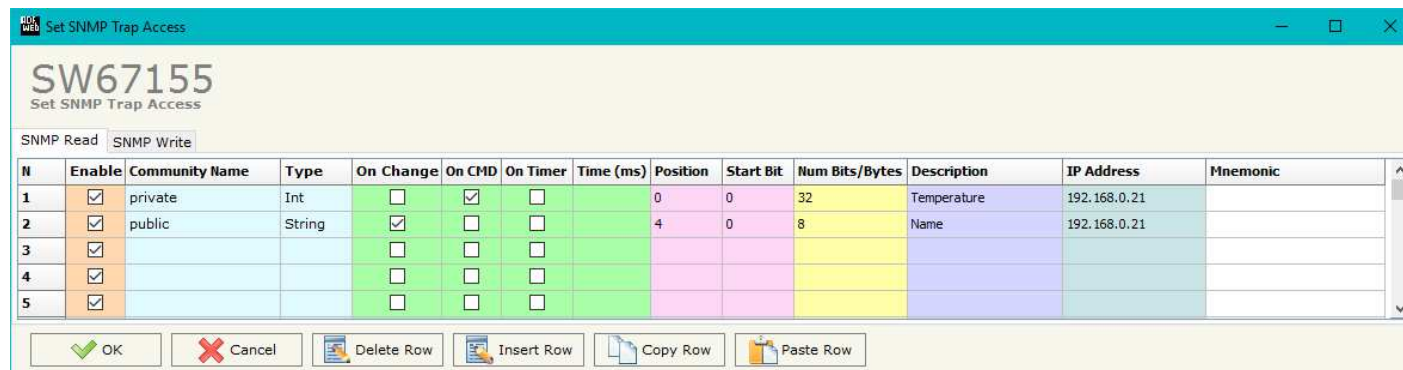 ADF WEB Set SNMP Trap Access
SW67155
Set SNMP Trap Access
SNMP Read SNMP Write
N Enable Community Name Type On Change On CMD On Timer Time (ms) Position Start Bit Num Bits/Bytes Description IP Address Mnemonic
1 private Int 0 0 32 Temperature 192.168.0.21
2 public String 4 0 8 Name 192.168.0.21
3
4
5
OK Cancel Delete Row Insert Row Copy Row Paste Row